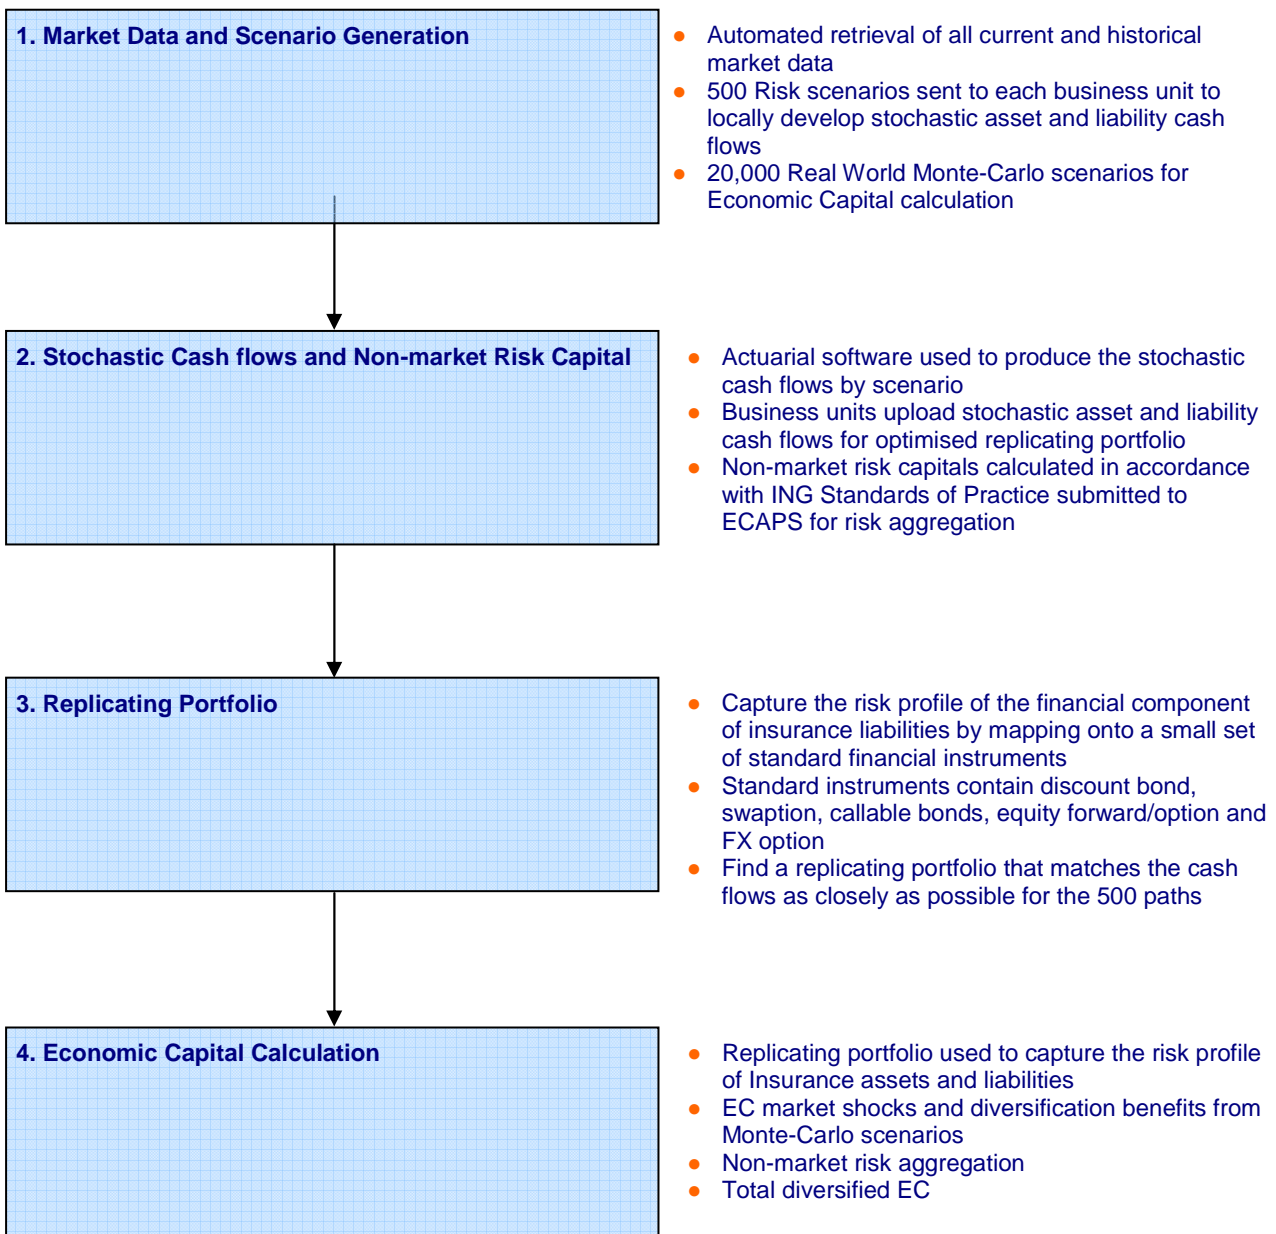 1. Market Data and Scenario Generation
● Automated retrieval of all current and historical
market data
● 500 Risk scenarios sent to each business unit to
locally develop stochastic asset and liability cash
flows
● 20,000 Real World Monte-Carlo scenarios for
Economic Capital calculation
2. Stochastic Cash flows and Non-market Risk Capital
● Actuarial software used to produce the stochastic
cash flows by scenario
● Business units upload stochastic asset and liability
cash flows for optimised replicating portfolio
● Non-market risk capitals calculated in accordance
with ING Standards of Practice submitted to
ECAPS for risk aggregation
3. Replicating Portfolio
● Capture the risk profile of the financial component
of insurance liabilities by mapping onto a small set
of standard financial instruments
● Standard instruments contain discount bond,
swaption, callable bonds, equity forward/option and
FX option
● Find a replicating portfolio that matches the cash
flows as closely as possible for the 500 paths
4. Economic Capital Calculation
● Replicating portfolio used to capture the risk profile
of Insurance assets and liabilities
● EC market shocks and diversification benefits from
Monte-Carlo scenarios
● Non-market risk aggregation
● Total diversified EC